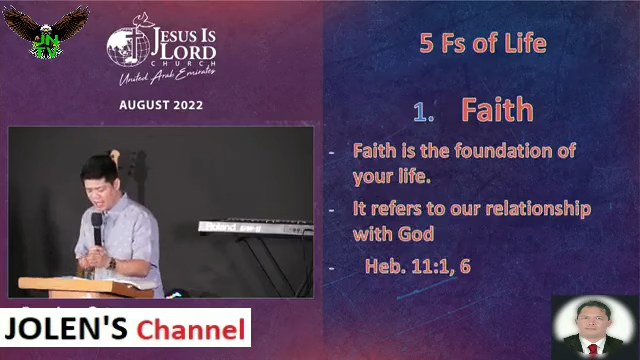 JESUS IS
LORD
CHURCH
United Arab Emirates
AUGUST 2022
5 Fs of Life
1. Faith
- Faith is the foundation of
your life.
- It refers to our relationship
with God
- Heb. 11:1, 6
Roland
JOLEN'S Channel